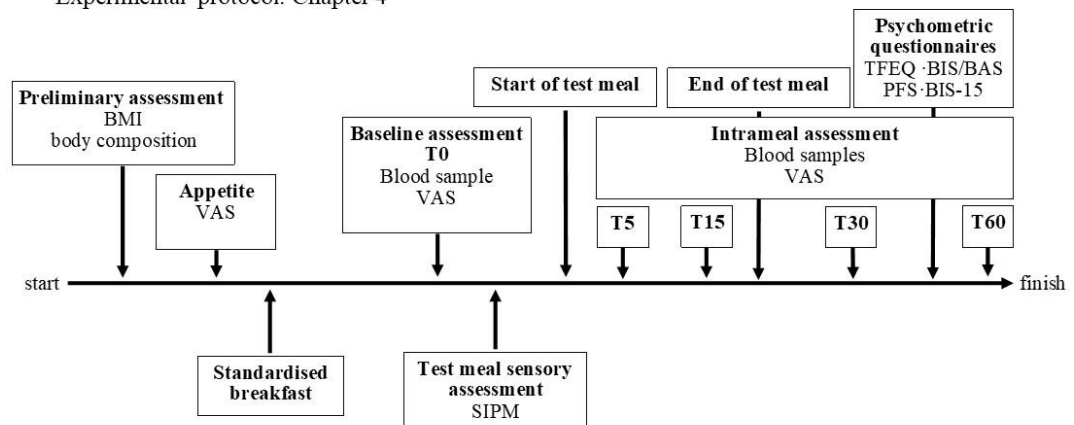 Experimental protocol: Chapter 4
Psychometric
questionnaires
TFEQ ·BIS/BAS
PFS·BIS-15
Preliminary assessment
BMI
body composition
Start of test meal
End of test meal
Baseline assessment
T0
Blood sample
VAS
Intrameal assessment
Blood samples
VAS
Appetite
VAS
T5
T15
T30
T60
start
finish
Standardised
breakfast
Test meal sensory
assessment
SIPM